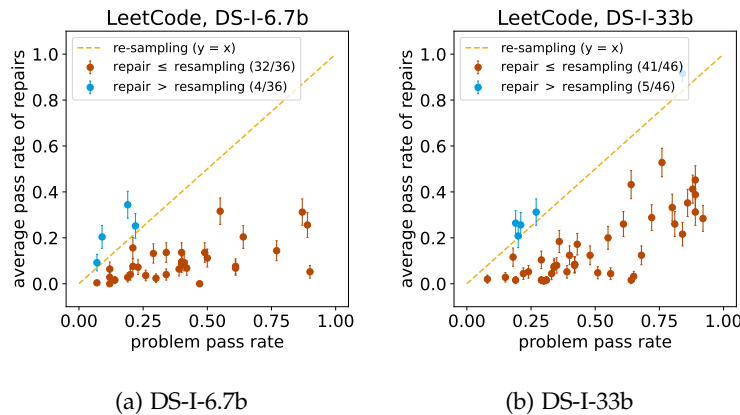 LeetCode, DS-I-6.7b
re-sampling (y = x)
repair ≤ resampling (32/36)
repair > resampling (4/36)
average pass rate of repairs
1.0
0.8
0.6
0.4
0.2
0.0
0.00 0.25 0.50 0.75 1.00
problem pass rate
(a) DS-I-6.7b
LeetCode, DS-I-33b
re-sampling (y = x)
repair ≤ resampling (41/46)
repair > resampling (5/46)
average pass rate of repairs
1.0
0.8
0.6
0.4
0.2
0.0
0.00 0.25 0.50 0.75 1.00
problem pass rate
(b) DS-I-33b